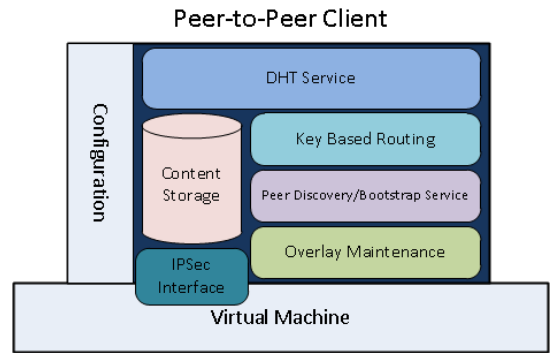 Peer-to-Peer Client
Configuration
DHT Service
Key Based Routing
Content
Storage
Peer Discovery/Bootstrap Service
Overlay Maintenance
IPSec
Interface
Virtual Machine